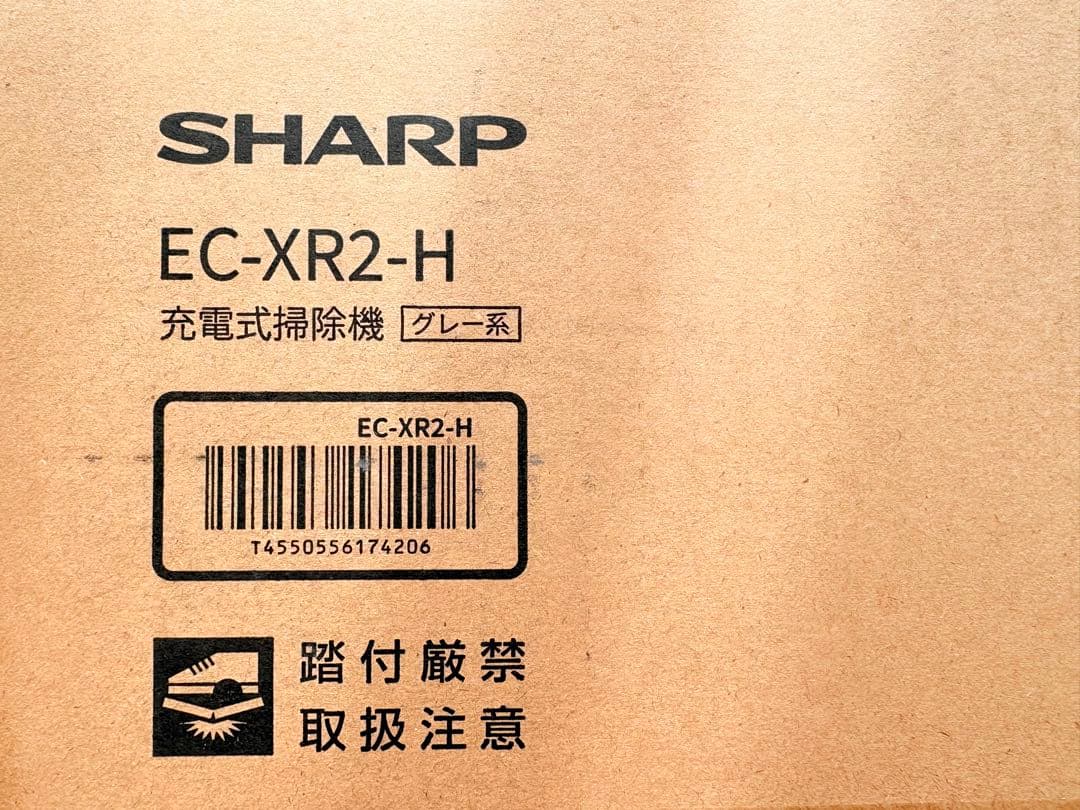 SHARP
EC-XR2-H
充電式掃除機 グレー系
EC-XR2-H
T4550556174206
踏付厳禁
取扱注意